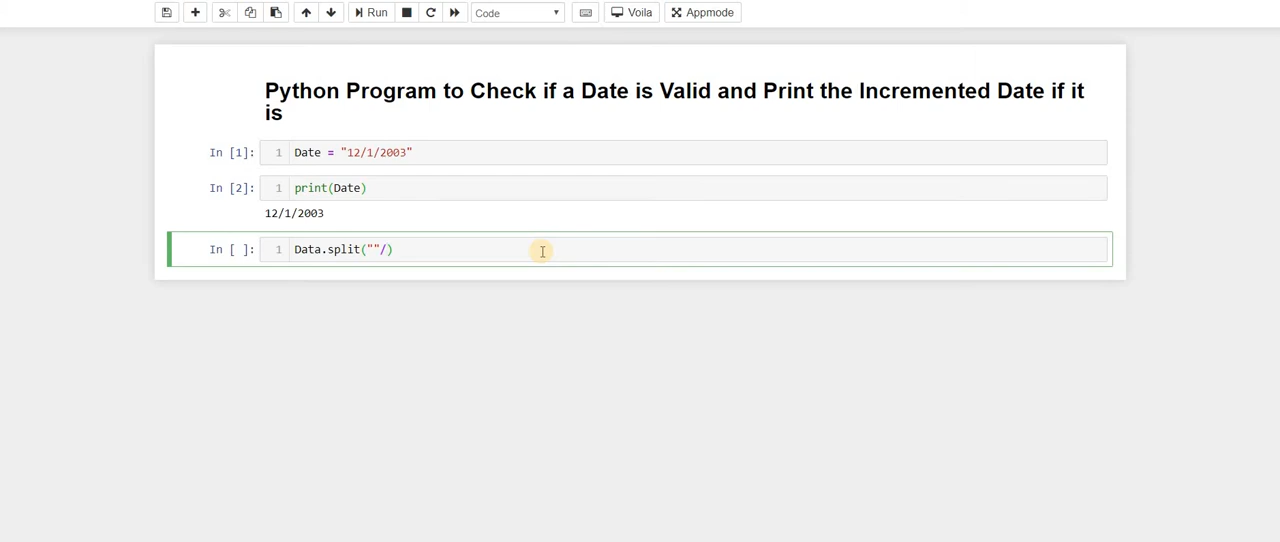 Run Code Voila Appmode
Python Program to Check if a Date is Valid and Print the Incremented Date if it
is
In [1]: 1 Date = "12/1/2003"
In [2]: 1 print(Date)
12/1/2003
In [ ]: 1 Data.split(""/)